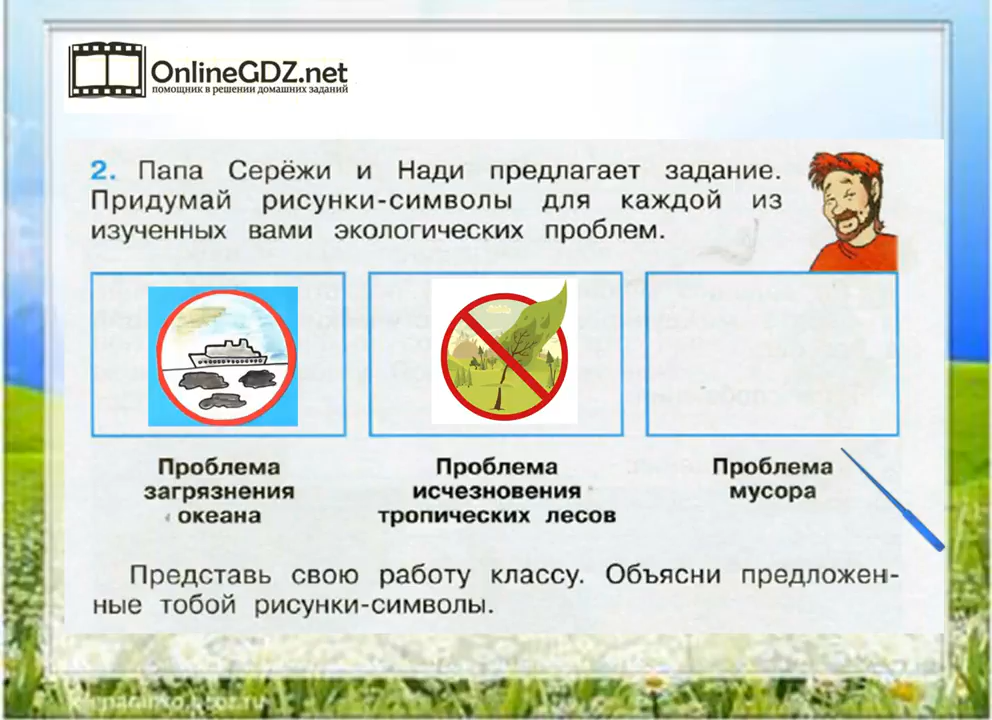 OnlineGDZ.net
помощник в решении домашних заданий
2. Папа Серёжи и Нади предлагает задание.
Придумай рисунки-символы для каждой из
изученных вами экологических проблем.
Проблема
загрязнения
океана
Проблема
исчезновения
тропических лесов
Проблема
мусора
Представь свою работу классу. Объясни предложен-
ные тобой рисунки-символы.